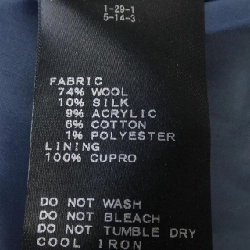 1-29-1
5-14-3
FABRIC
74% WOOL
10% SILK
9% ACRYLIC
6% COTTON
1% POLYESTER
LINING
100% CUPRO
DO NOT WASH
DO NOT BLEACH
DO NOT TUMBLE DRY
COOL IRON